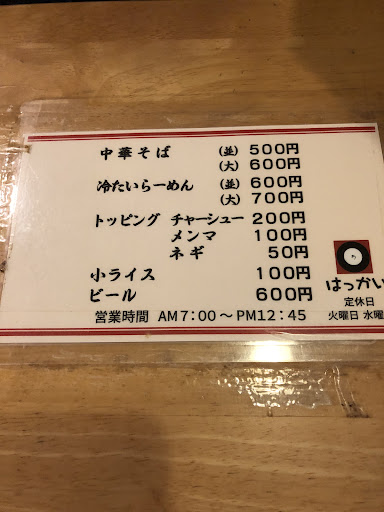 中華そば (並) 500円
(大) 600円
冷たいらーめん (並) 600円
(大) 700円
トッピング チャーシュー 200円
メンマ 100円
ネギ 50円
小ライス 100円
ビール 600円
営業時間 AM7:00～PM12:45
はっかい
定休日
火曜日 水曜